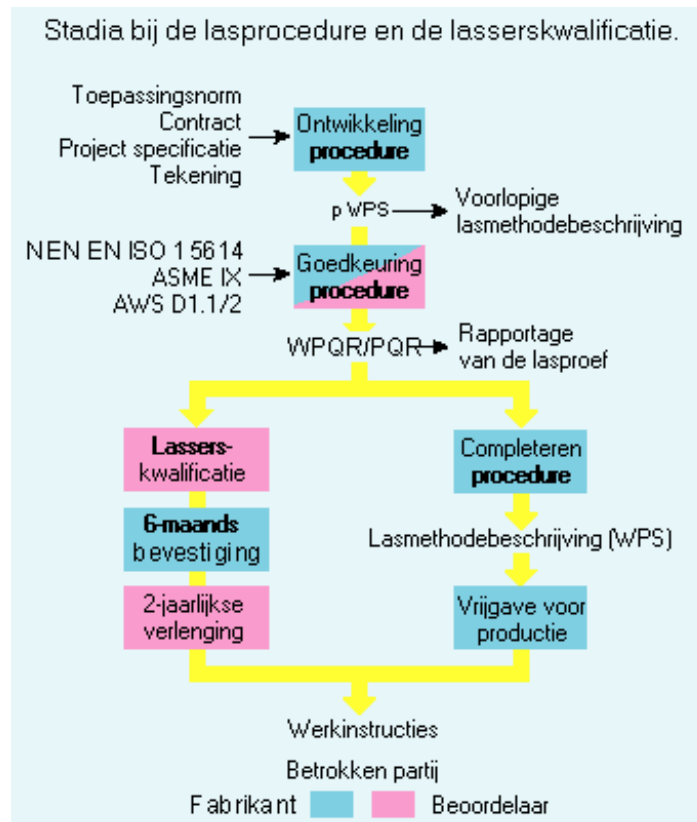 Stadia bij de lasprocedure en de lasserskwalificatie.
Toepassingsnorm
Contract
Project specificatie
Tekening
Ontwikkeling
procedure
pWPS
Voorlopige
lasmethodebeschrijving
NEN EN ISO 15614
ASME IX
AWS D1.1/2
Goedkeuring
procedure
WPQR/PQR
Rapportage
van de lasproef
Lassers-
kwalificatie
6-maands
bevestiging
2-jaarlijkse
verlenging
Completeren
procedure
Lasmethodebeschrijving (WPS)
Vrijgave voor
productie
Werkinstructies
Betrokken partij
Fabrikant
Beoordelaar